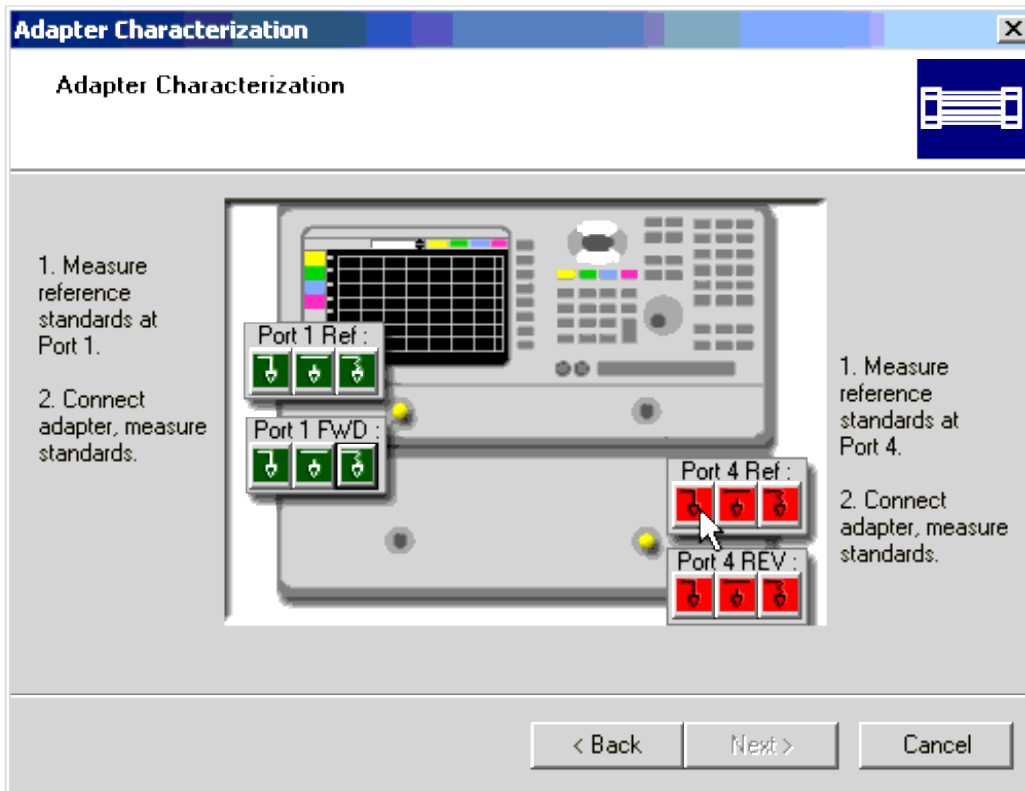 Adapter Characterization
Adapter Characterization
1. Measure
reference
standards at
Port 1.
2. Connect
adapter, measure
standards.
Port 1 Ref :
Port 1 FWD :
Port 4 Ref :
Port 4 REV :
1. Measure
reference
standards at
Port 4.
2. Connect
adapter, measure
standards.
< Back
Next >
Cancel